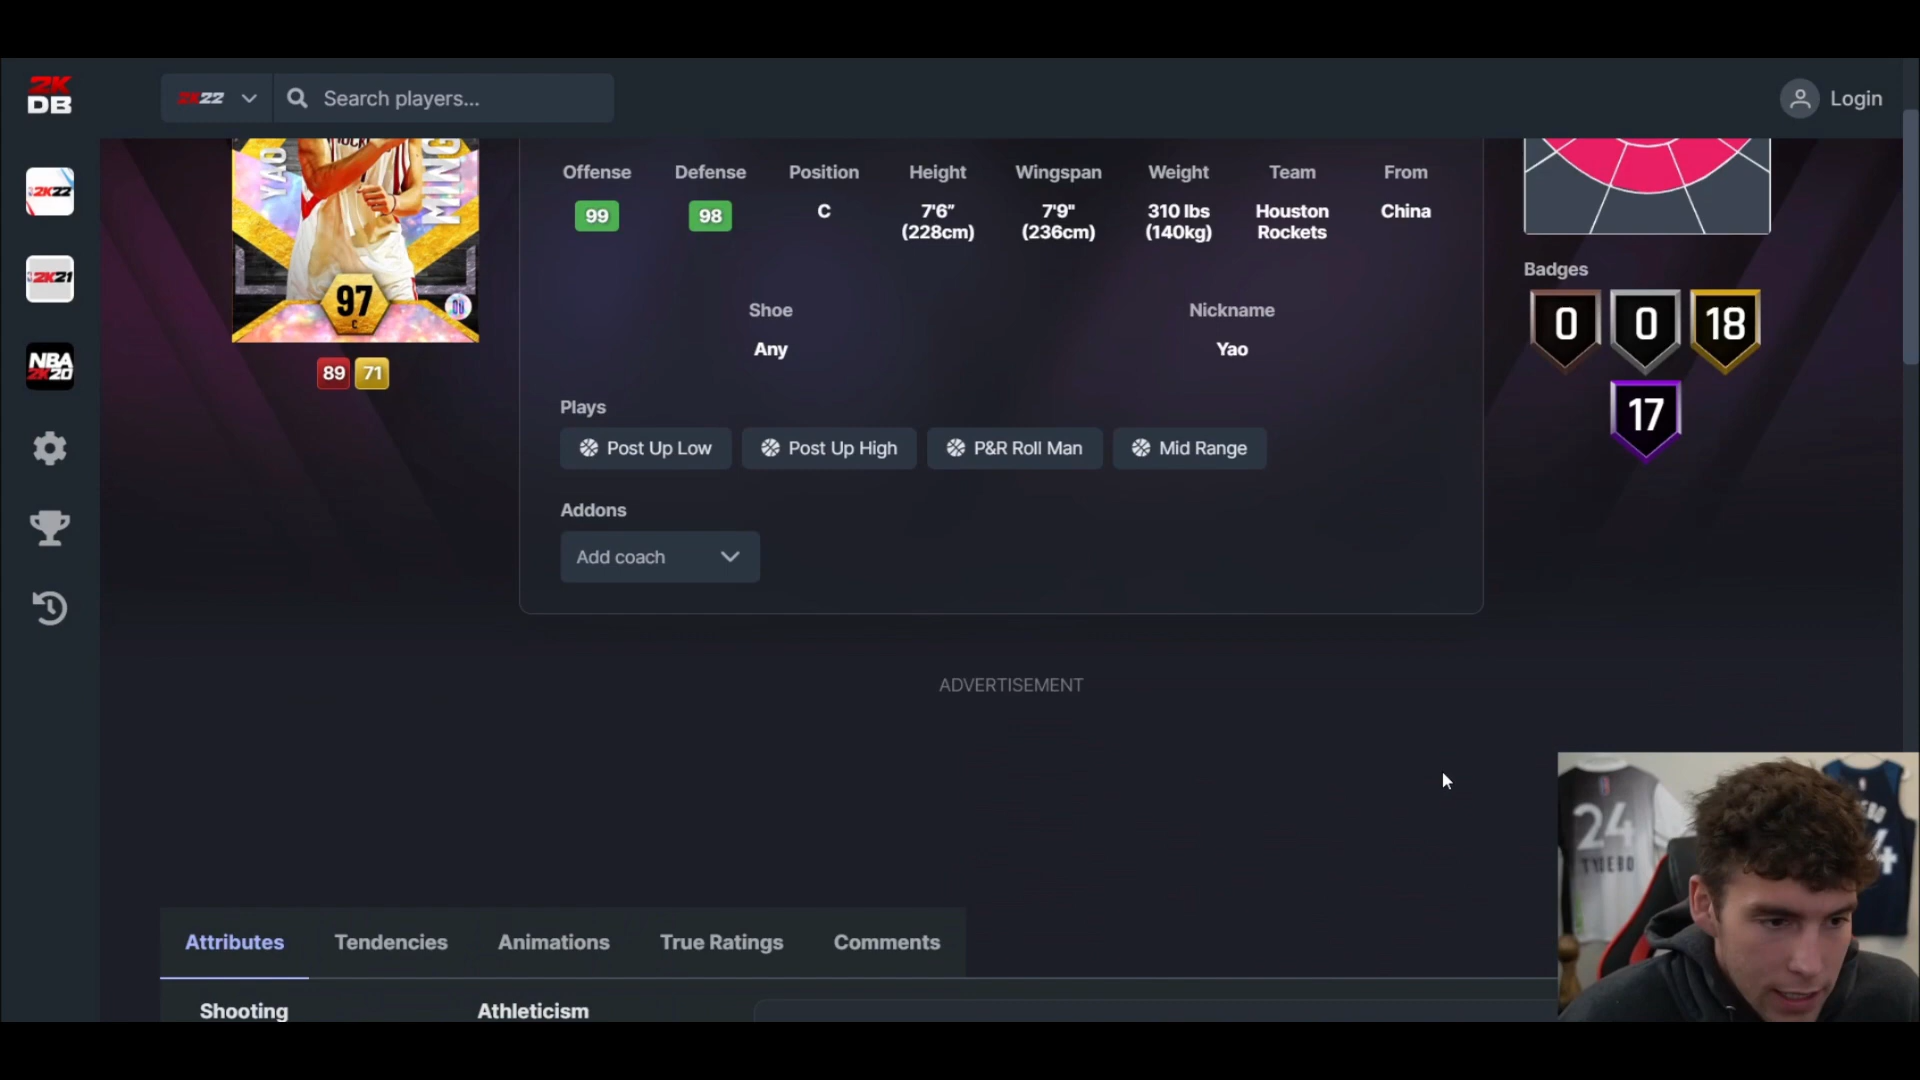 2K
DB
2K22
Search players...
Login
2K22
2K21
NBA
2K20
YAO
MING
97
C
89
71
Offense
Defense
Position
Height
Wingspan
Weight
Team
From
99
98
C
7'6"
(228cm)
7'9"
(236cm)
310 lbs
(140kg)
Houston
Rockets
China
Shoe
Nickname
Any
Yao
Plays
Post Up Low
Post Up High
P&R Roll Man
Mid Range
Addons
Add coach
Badges
0
0
18
17
ADVERTISEMENT
Attributes
Tendencies
Animations
True Ratings
Comments
Shooting
Athleticism
24
TYDEBO